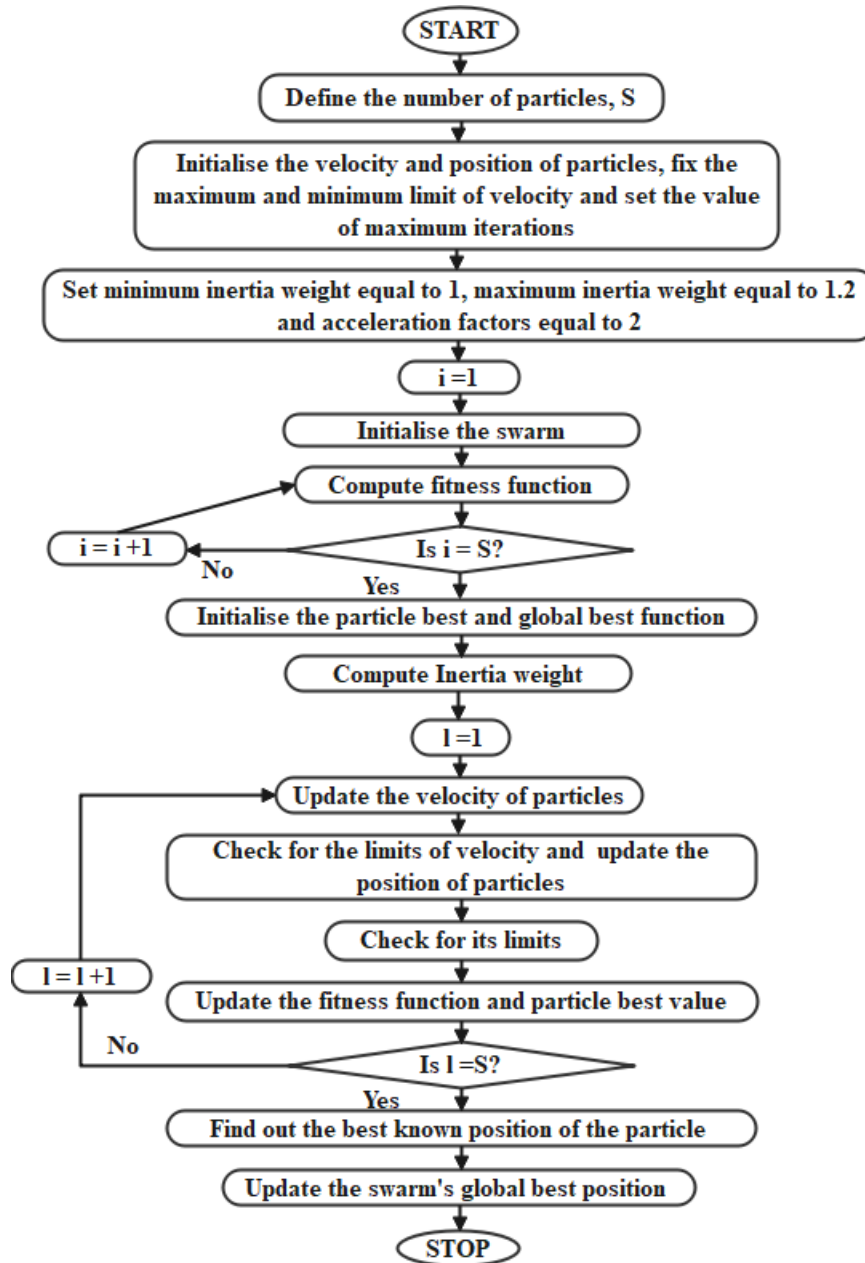 START
Define the number of particles, S
Initialise the velocity and position of particles, fix the
maximum and minimum limit of velocity and set the value
of maximum iterations
Set minimum inertia weight equal to 1, maximum inertia weight equal to 1.2
and acceleration factors equal to 2
i =1
Initialise the swarm
Compute fitness function
i = i +1
Is i = S?
No
Yes
Initialise the particle best and global best function
Compute Inertia weight
l =1
Update the velocity of particles
Check for the limits of velocity and update the
position of particles
Check for its limits
l = l +1
Update the fitness function and particle best value
No
Is l =S?
Yes
Find out the best known position of the particle
Update the swarm's global best position
STOP